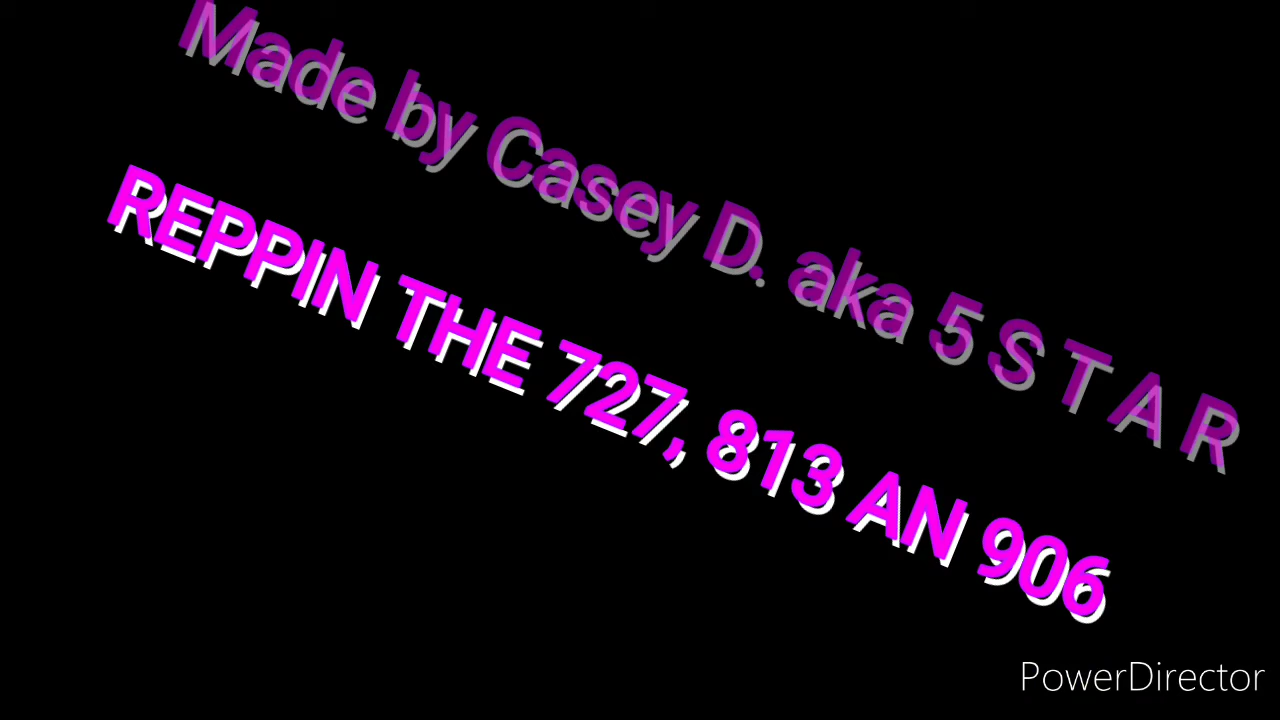 Made by Casey D. aka 5 S T A R
REPPIN THE 727, 813 AN 906
PowerDirector